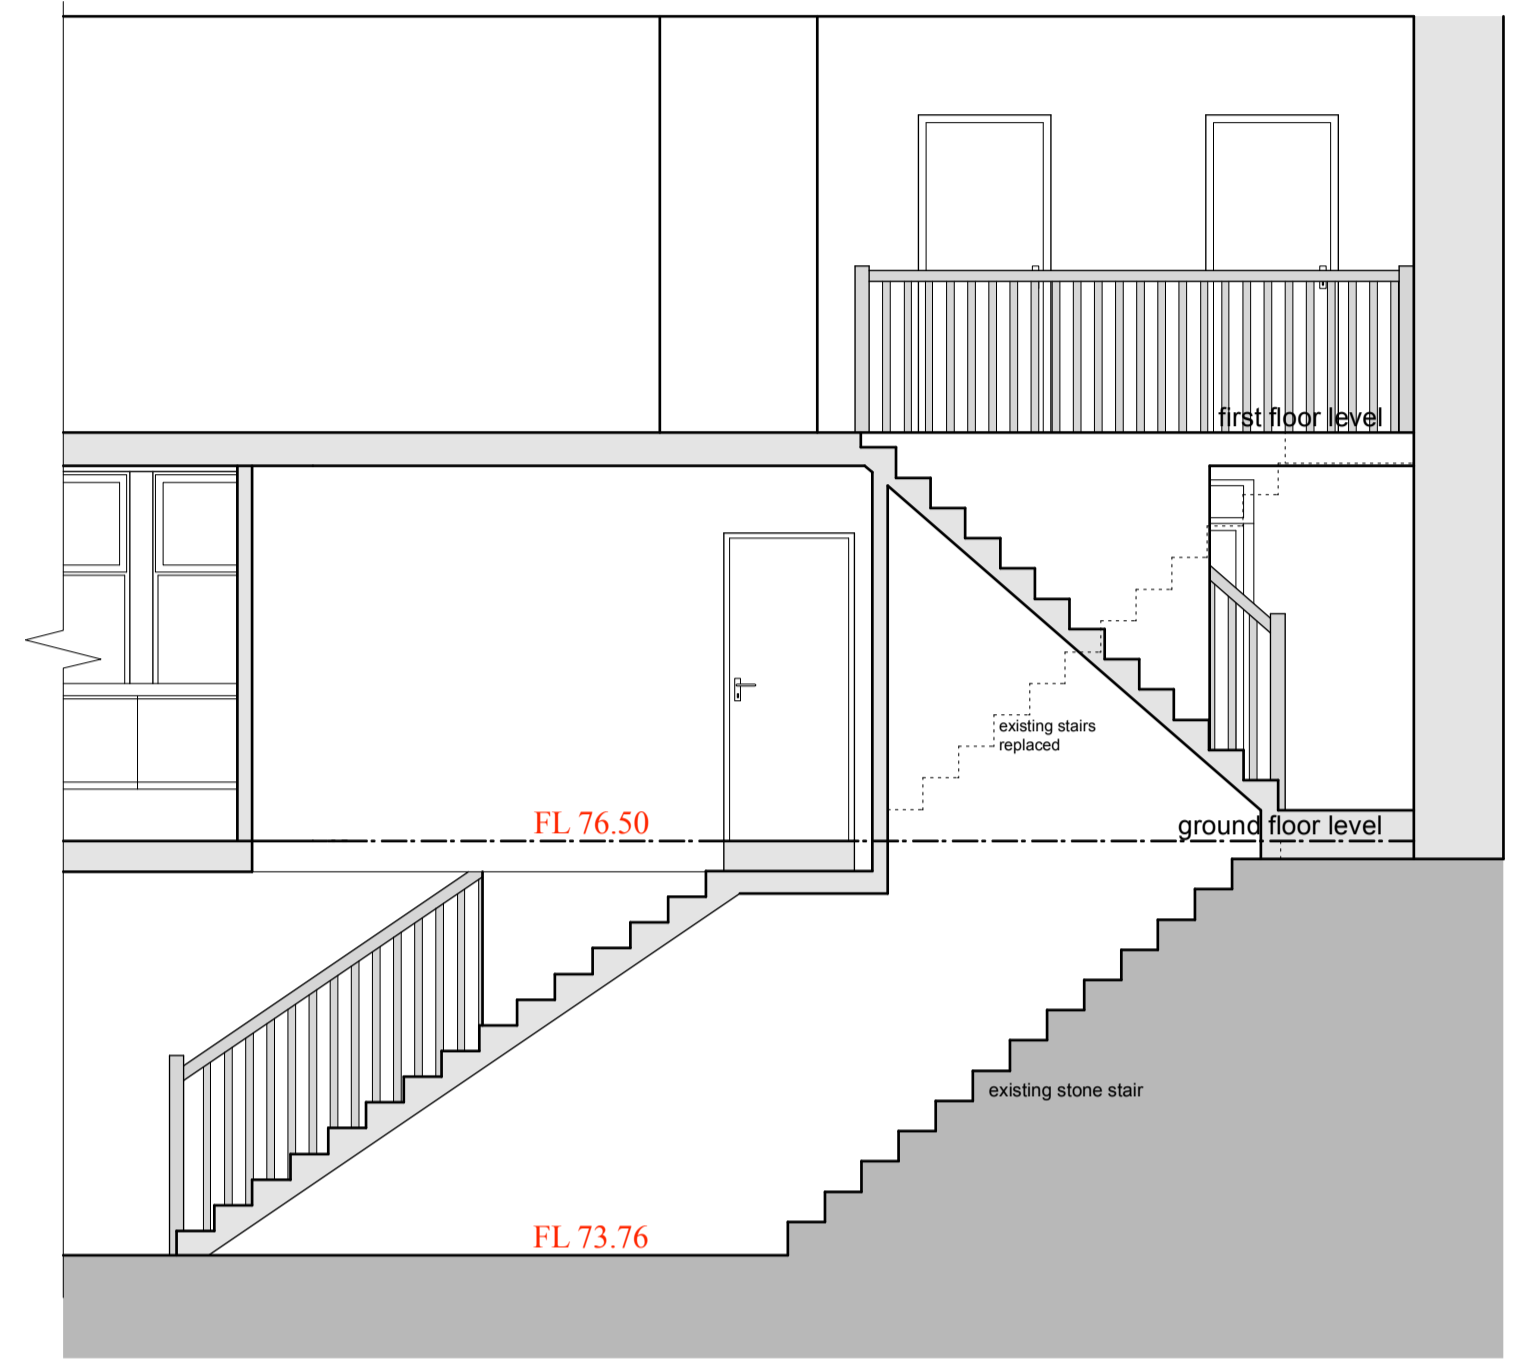 first floor level
existing stairs
replaced
FL 76.50
ground floor level
existing stone stair
FL 73.76